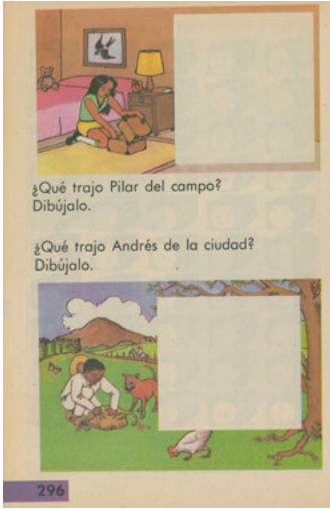 ¿Qué trajo Pilar del campo?
Dibújalo.
¿Qué trajo Andrés de la ciudad?
Dibújalo.
296